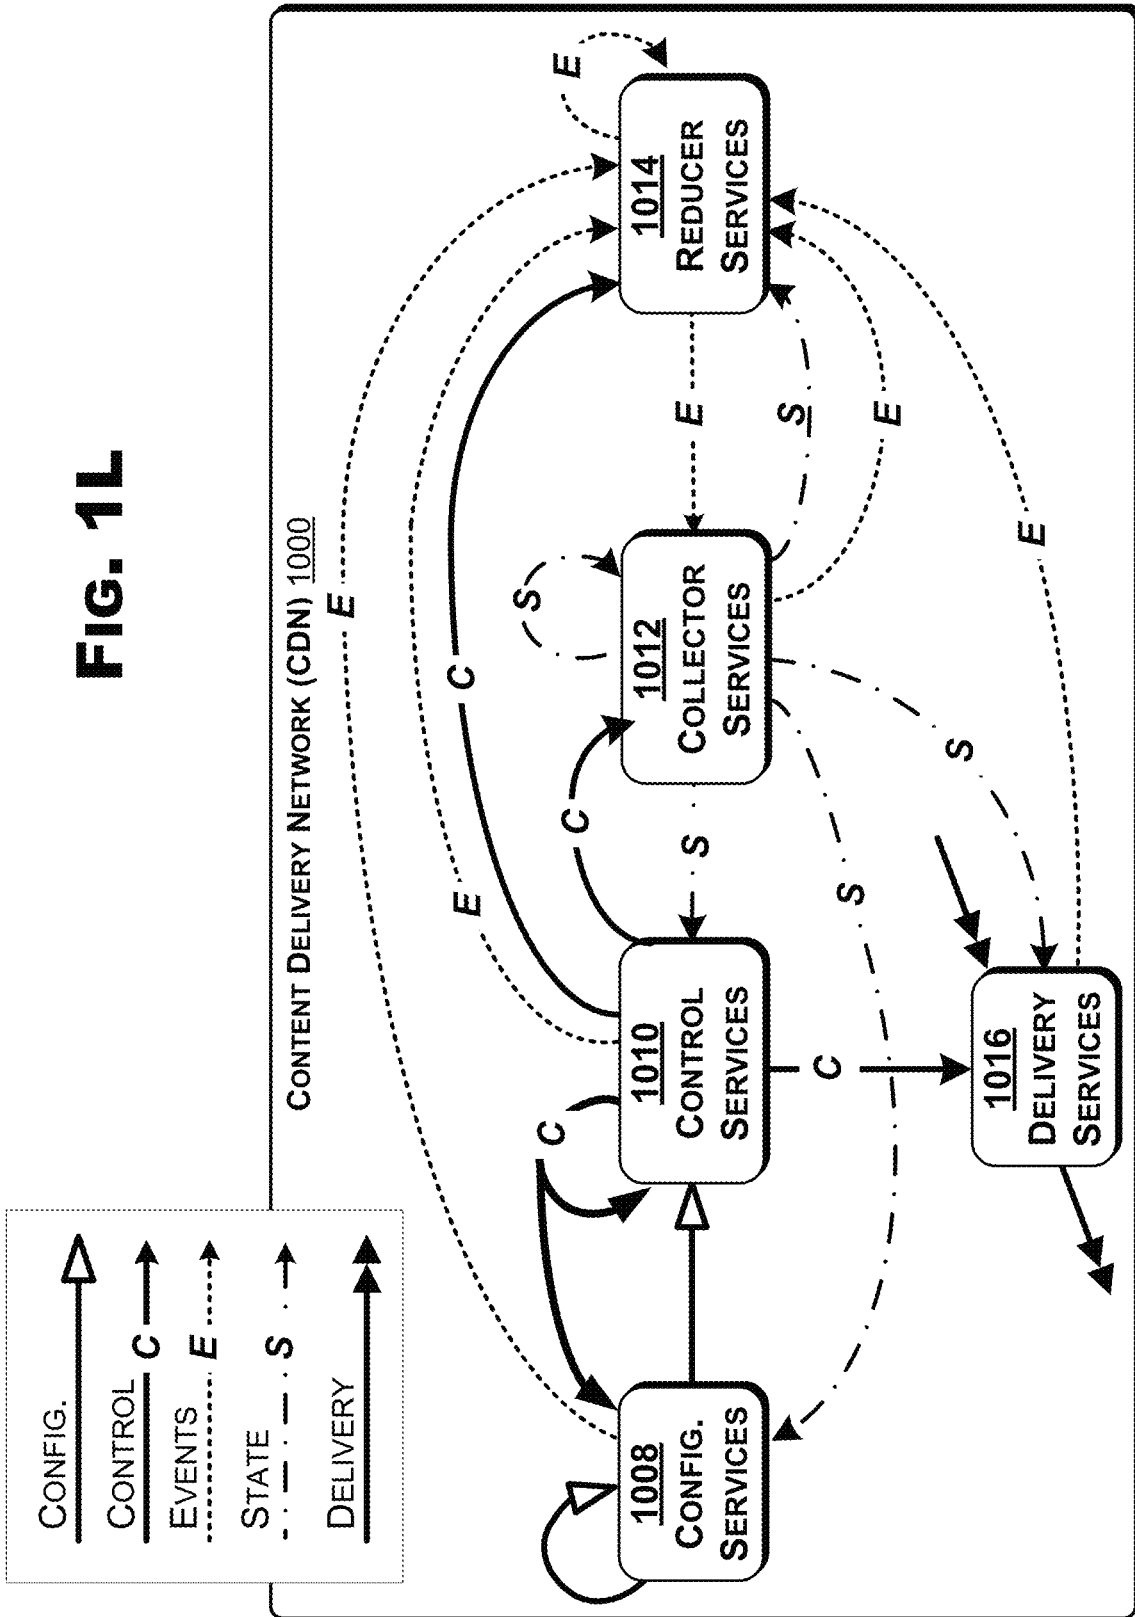 FIG. 1L
CONFIG.
CONTROL
C
EVENTS
E
STATE
S
DELIVERY
CONTENT DELIVERY NETWORK (CDN) 1000
E
E
C
C
C
S
E
1008
CONFIG.
SERVICES
1010
CONTROL
SERVICES
S
1012
COLLECTOR
SERVICES
E
1014
REDUCER
SERVICES
C
S
S
S
E
E
1016
DELIVERY
SERVICES